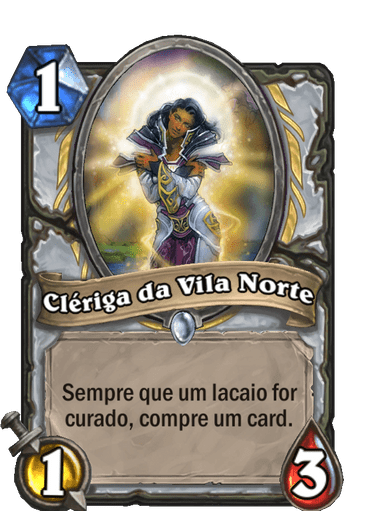 1
Clériga da Vila Norte
Sempre que um lacaio for
curado, compre um card.
1
3